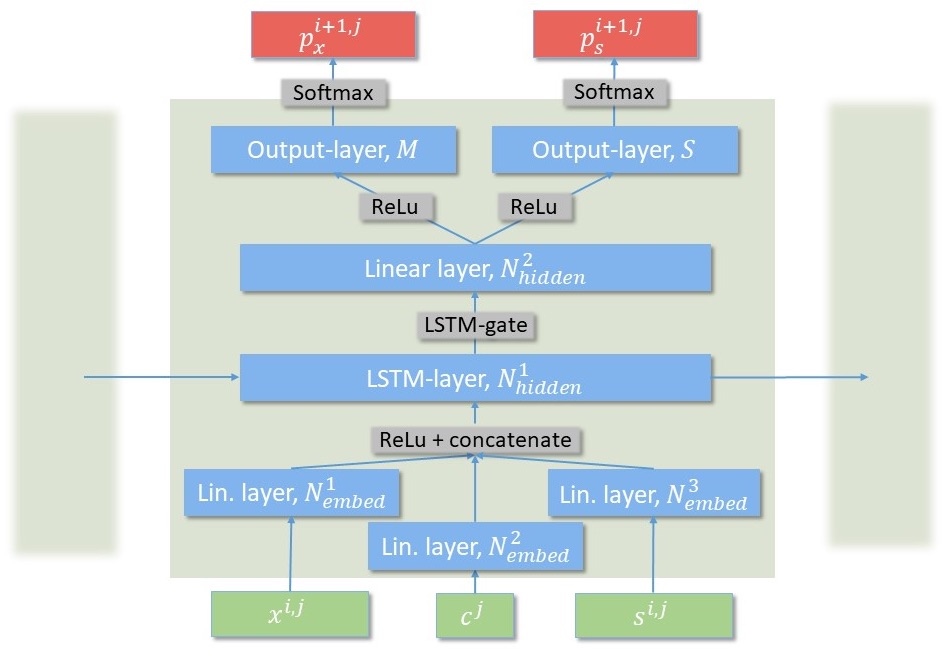 p_x^{i+1,j} p_s^{i+1,j}
Softmax Softmax
Output-layer, M Output-layer, S
ReLu ReLu
Linear layer, N_{hidden}^2
LSTM-gate
LSTM-layer, N_{hidden}^1
ReLu + concatenate
Lin. layer, N_{embed}^1 Lin. layer, N_{embed}^3
Lin. layer, N_{embed}^2
x^{i,j} c^j s^{i,j}